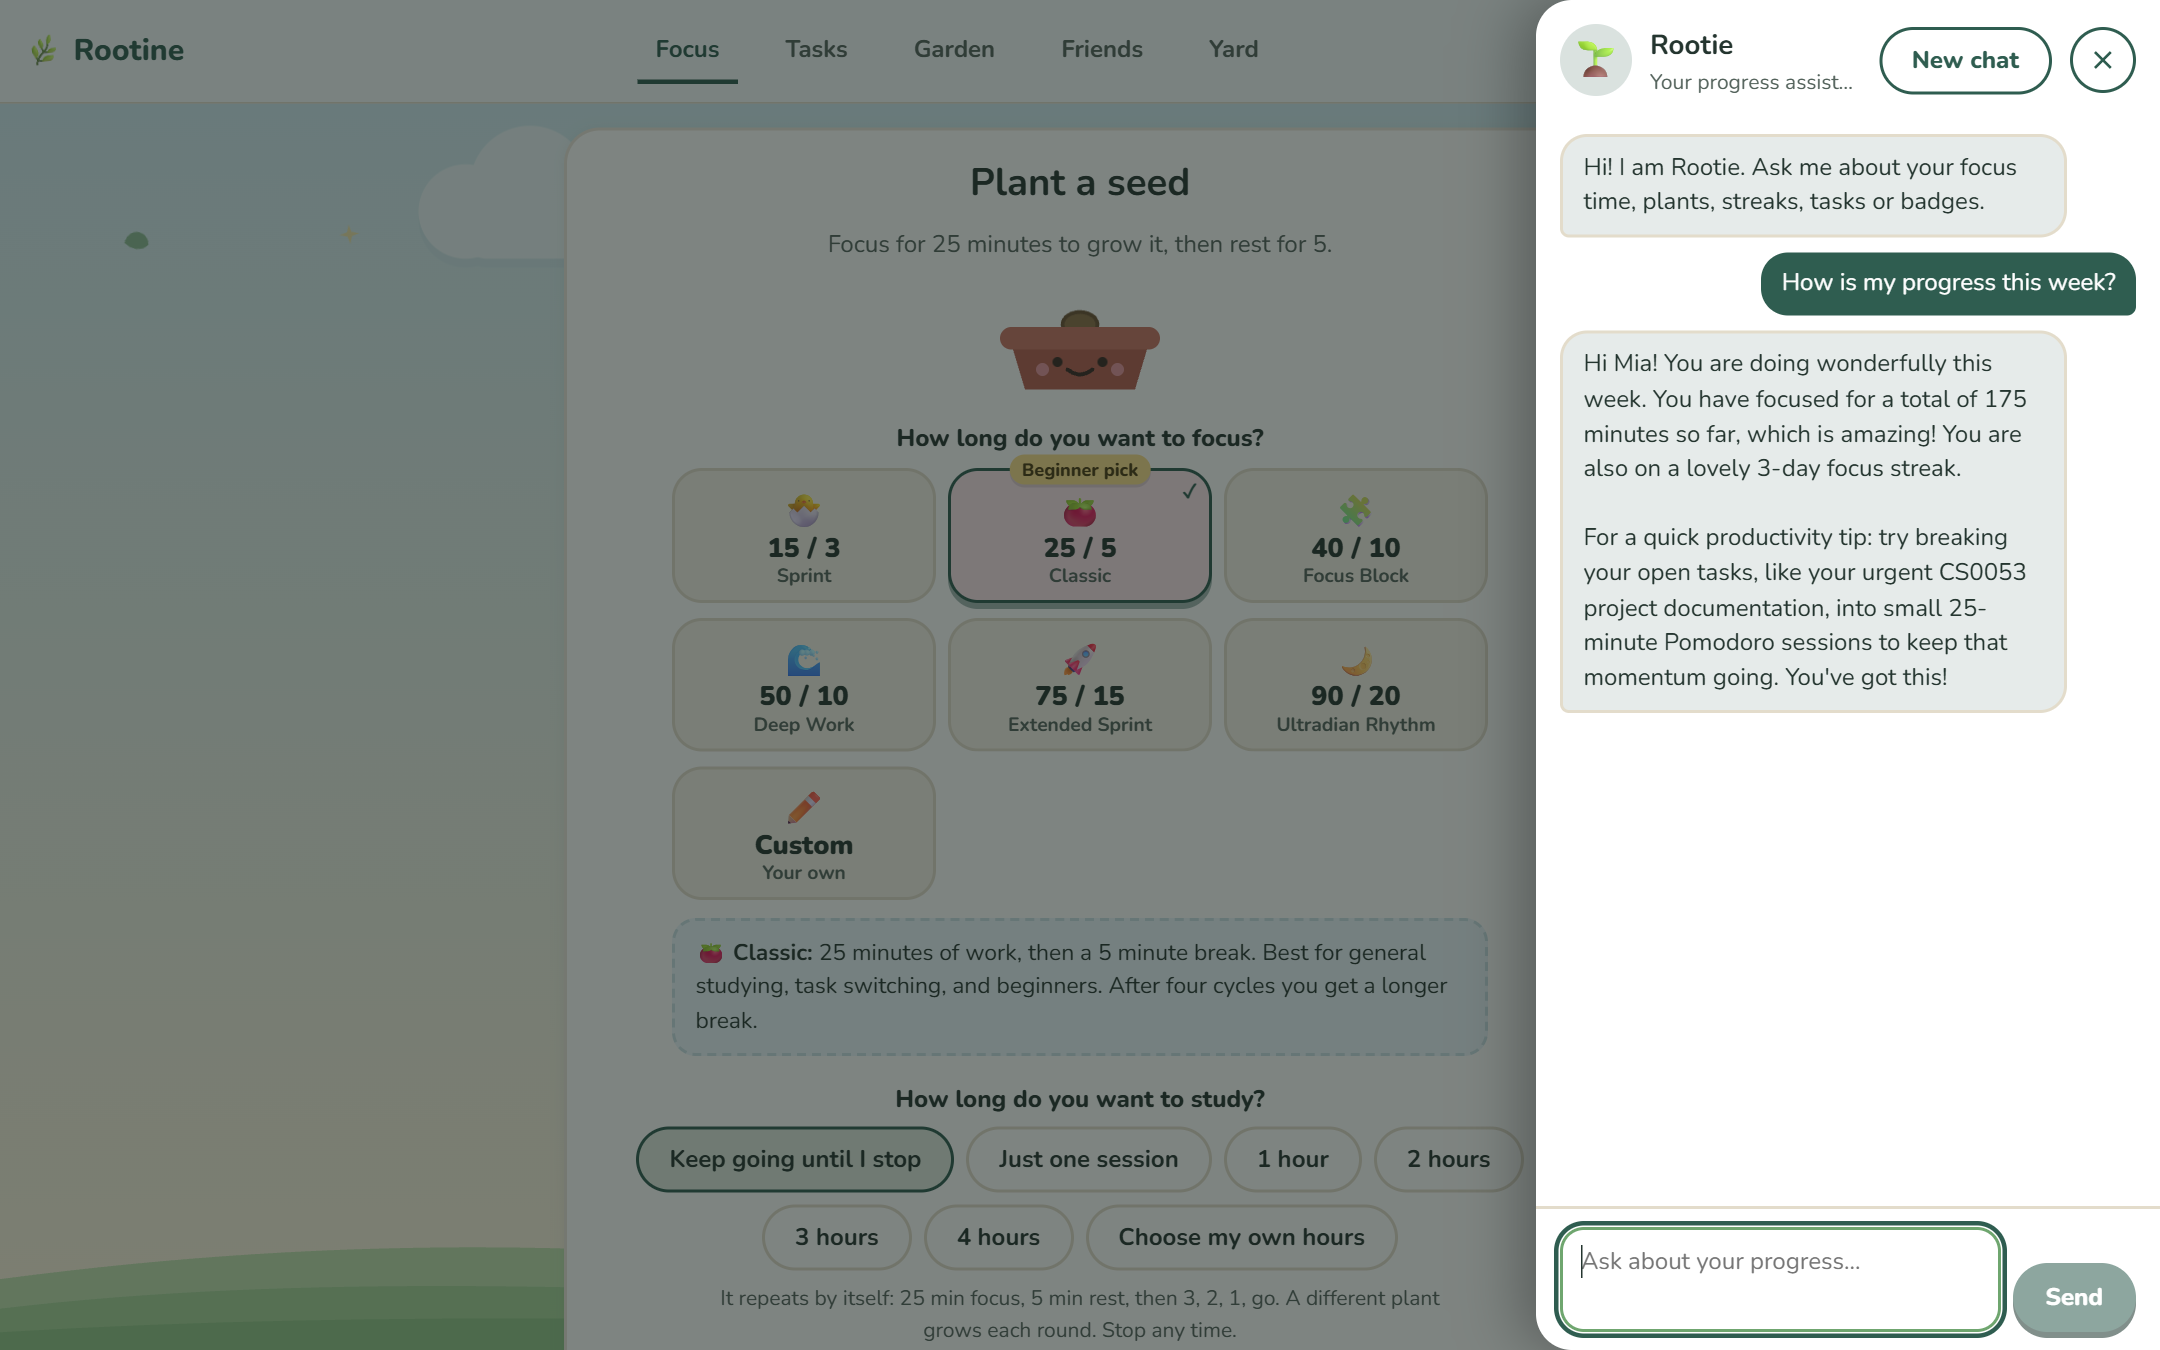 Rootine
Focus
Tasks
Garden
Friends
Yard
Plant a seed
Focus for 25 minutes to grow it, then rest for 5.
How long do you want to focus?
15 / 3
Sprint
Beginner pick
25 / 5
Classic
40 / 10
Focus Block
50 / 10
Deep Work
75 / 15
Extended Sprint
90 / 20
Ultradian Rhythm
Custom
Your own
Classic: 25 minutes of work, then a 5 minute break. Best for general
studying, task switching, and beginners. After four cycles you get a longer
break.
How long do you want to study?
Keep going until I stop
Just one session
1 hour
2 hours
3 hours
4 hours
Choose my own hours
It repeats by itself: 25 min focus, 5 min rest, then 3, 2, 1, go. A different plant
grows each round. Stop any time.
Rootie
Your progress assist...
New chat
Hi! I am Rootie. Ask me about your focus
time, plants, streaks, tasks or badges.
How is my progress this week?
Hi Mia! You are doing wonderfully this
week. You have focused for a total of 175
minutes so far, which is amazing! You are
also on a lovely 3-day focus streak.
For a quick productivity tip: try breaking
your open tasks, like your urgent CS0053
project documentation, into small 25-
minute Pomodoro sessions to keep that
momentum going. You've got this!
Ask about your progress...
Send